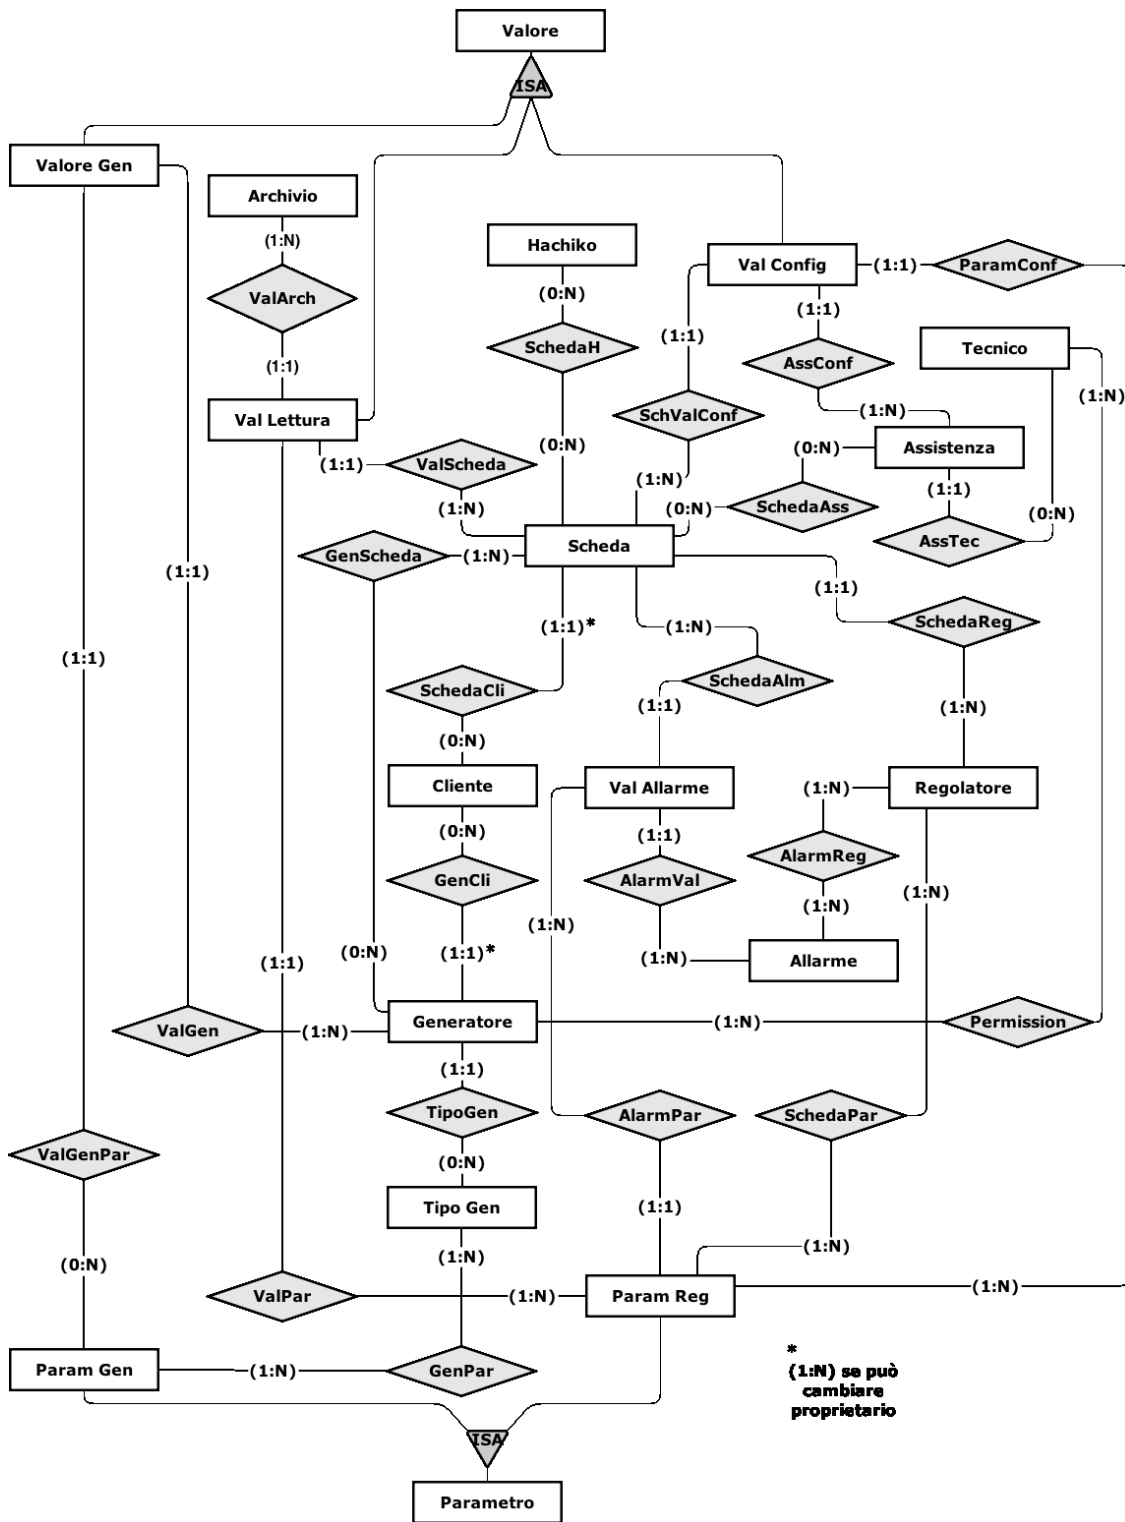 Valore
ISA
Valore Gen
Archivio
(1:N)
Hachiko
Val Config
(1:1)
ParamConf
ValArch
(0:N)
(1:1)
SchedaH
(1:1)
AssConf
Tecnico
(1:1)
(1:N)
Val Lettura
SchValConf
(1:N)
(0:N)
(0:N)
Assistenza
(1:1)
ValScheda
(1:N)
(1:1)
(1:N)
(0:N)
SchedaAss
(0:N)
AssTec
GenScheda
(1:N)
Scheda
(1:1)
(1:1)
(1:1)*
(1:N)
SchedaReg
(1:1)
SchedaCli
SchedaAlm
(1:1)
(1:N)
(0:N)
Cliente
Val Allarme
(1:N)
Regolatore
(0:N)
(1:1)
AlarmReg
GenCli
AlarmVal
(1:N)
(1:N)
(1:N)
(0:N)
(1:1)*
(1:1)
(1:N)
Allarme
ValGen
(1:N)
Generatore
(1:N)
Permission
(1:1)
TipoGen
AlarmPar
SchedaPar
ValGenPar
(0:N)
Tipo Gen
(1:1)
(1:N)
(1:N)
(0:N)
ValPar
(1:N)
Param Reg
(1:N)
Param Gen
(1:N)
GenPar
*
(1:N) se può
cambiare
proprietario
ISA
Parametro